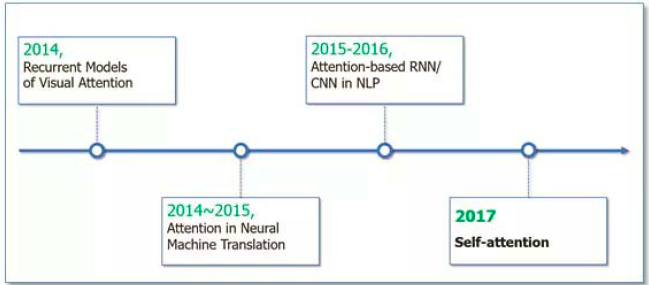 2014,
Recurrent Models
of Visual Attention
2014~2015,
Attention in Neural
Machine Translation
2015-2016,
Attention-based RNN/
CNN in NLP
2017
Self-attention